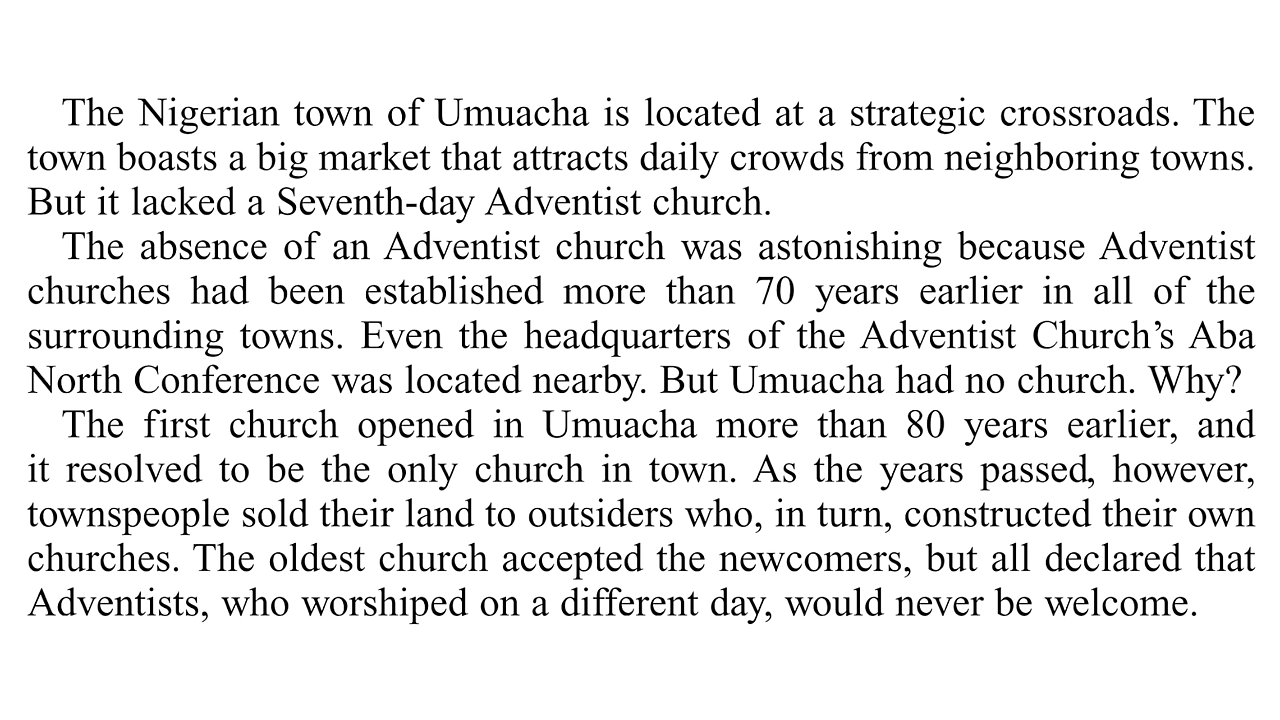 The Nigerian town of Umuacha is located at a strategic crossroads. The
town boasts a big market that attracts daily crowds from neighboring towns.
But it lacked a Seventh-day Adventist church.
The absence of an Adventist church was astonishing because Adventist
churches had been established more than 70 years earlier in all of the
surrounding towns. Even the headquarters of the Adventist Church’s Aba
North Conference was located nearby. But Umuacha had no church. Why?
The first church opened in Umuacha more than 80 years earlier, and
it resolved to be the only church in town. As the years passed, however,
townspeople sold their land to outsiders who, in turn, constructed their own
churches. The oldest church accepted the newcomers, but all declared that
Adventists, who worshiped on a different day, would never be welcome.